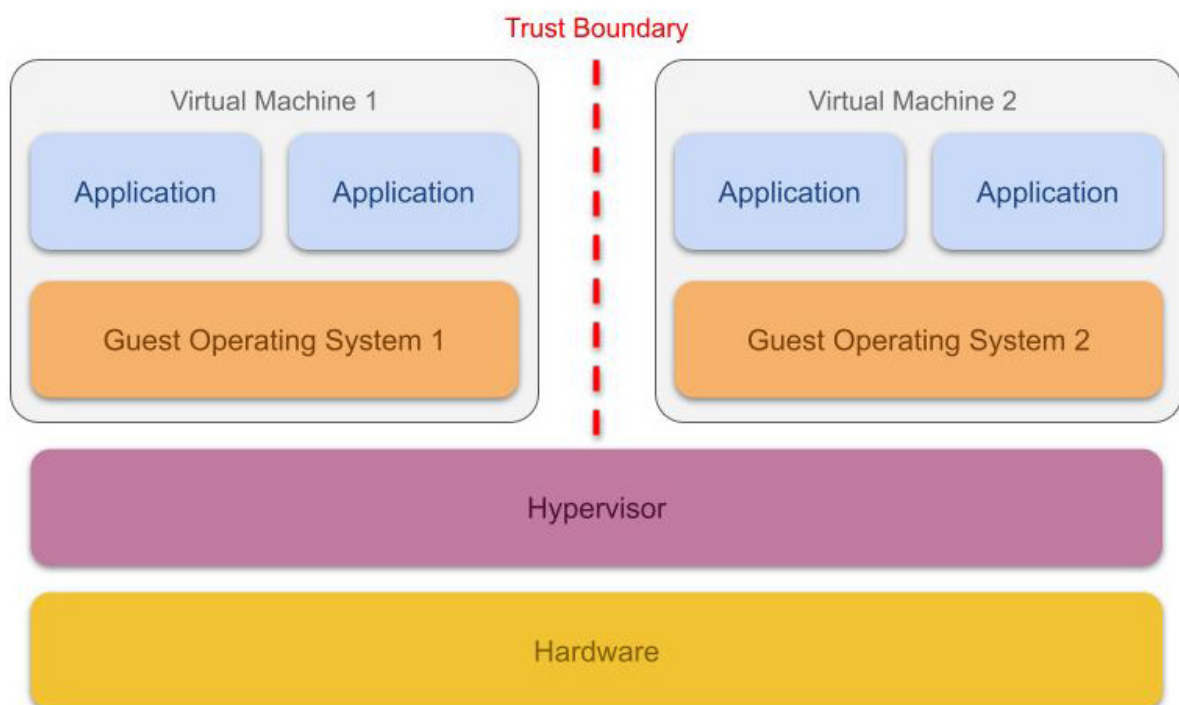 Trust Boundary
Virtual Machine 1
Application
Application
Guest Operating System 1
Virtual Machine 2
Application
Application
Guest Operating System 2
Hypervisor
Hardware